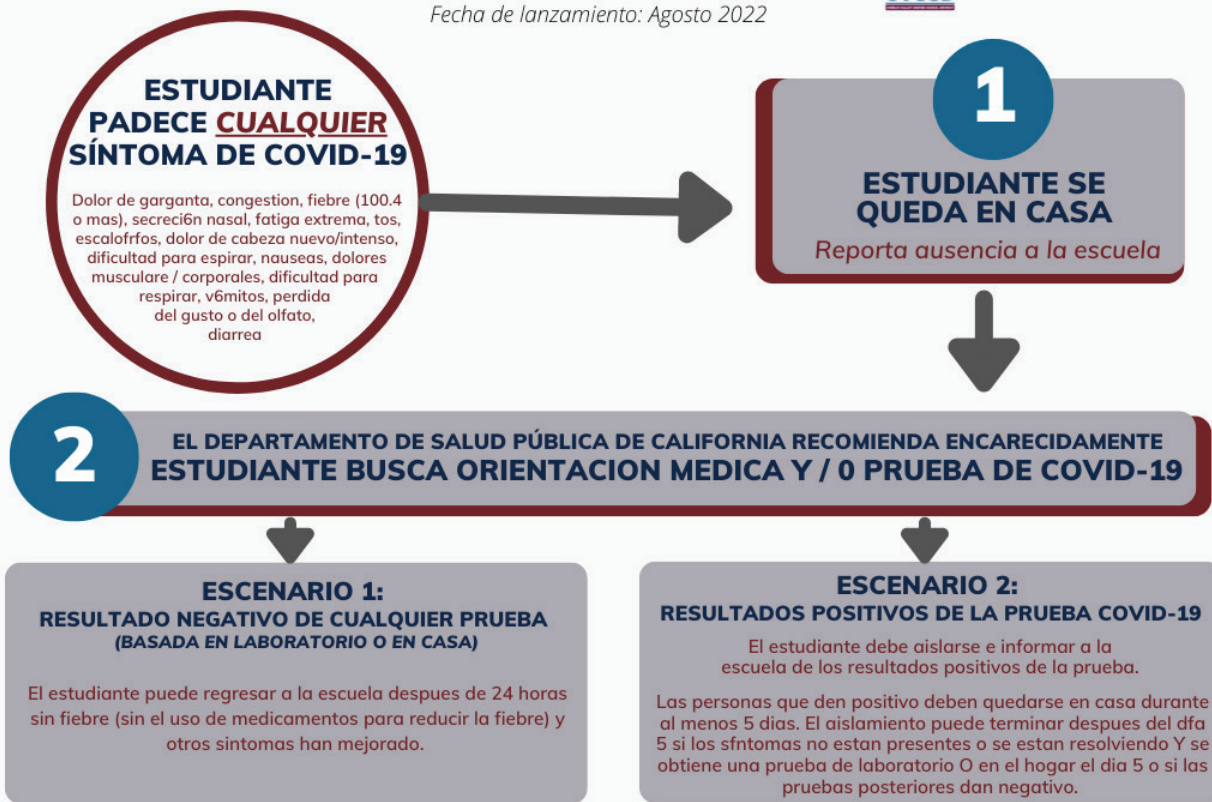 Fecha de lanzamiento: Agosto 2022
ESTUDIANTE
PADECE CUALQUIER
SÍNTOMA DE COVID-19
Dolor de garganta, congestion, fiebre (100.4
o mas), secreci6n nasal, fatiga extrema, tos,
escalofrfos, dolor de cabeza nuevo/intenso,
dificultad para espirar, nauseas, dolores
musculare / corporales, dificultad para
respirar, v6mitos, perdida
del gusto o del olfato,
diarrea
1
ESTUDIANTE SE
QUEDA EN CASA
Reporta ausencia a la escuela
2
EL DEPARTAMENTO DE SALUD PÚBLICA DE CALIFORNIA RECOMIENDA ENCARECIDAMENTE
ESTUDIANTE BUSCA ORIENTACION MEDICA Y / 0 PRUEBA DE COVID-19
ESCENARIO 1:
RESULTADO NEGATIVO DE CUALQUIER PRUEBA
(BASADA EN LABORATORIO O EN CASA)
El estudiante puede regresar a la escuela despues de 24 horas
sin fiebre (sin el uso de medicamentos para reducir la fiebre) y
otros sintomas han mejorado.
ESCENARIO 2:
RESULTADOS POSITIVOS DE LA PRUEBA COVID-19
El estudiante debe aislarse e informar a la
escuela de los resultados positivos de la prueba.
Las personas que den positivo deben quedarse en casa durante
al menos 5 dias. El aislamiento puede terminar despues del dfa
5 si los sfntomas no estan presentes o se estan resolviendo Y se
obtiene una prueba de laboratorio O en el hogar el dia 5 o si las
pruebas posteriores dan negativo.